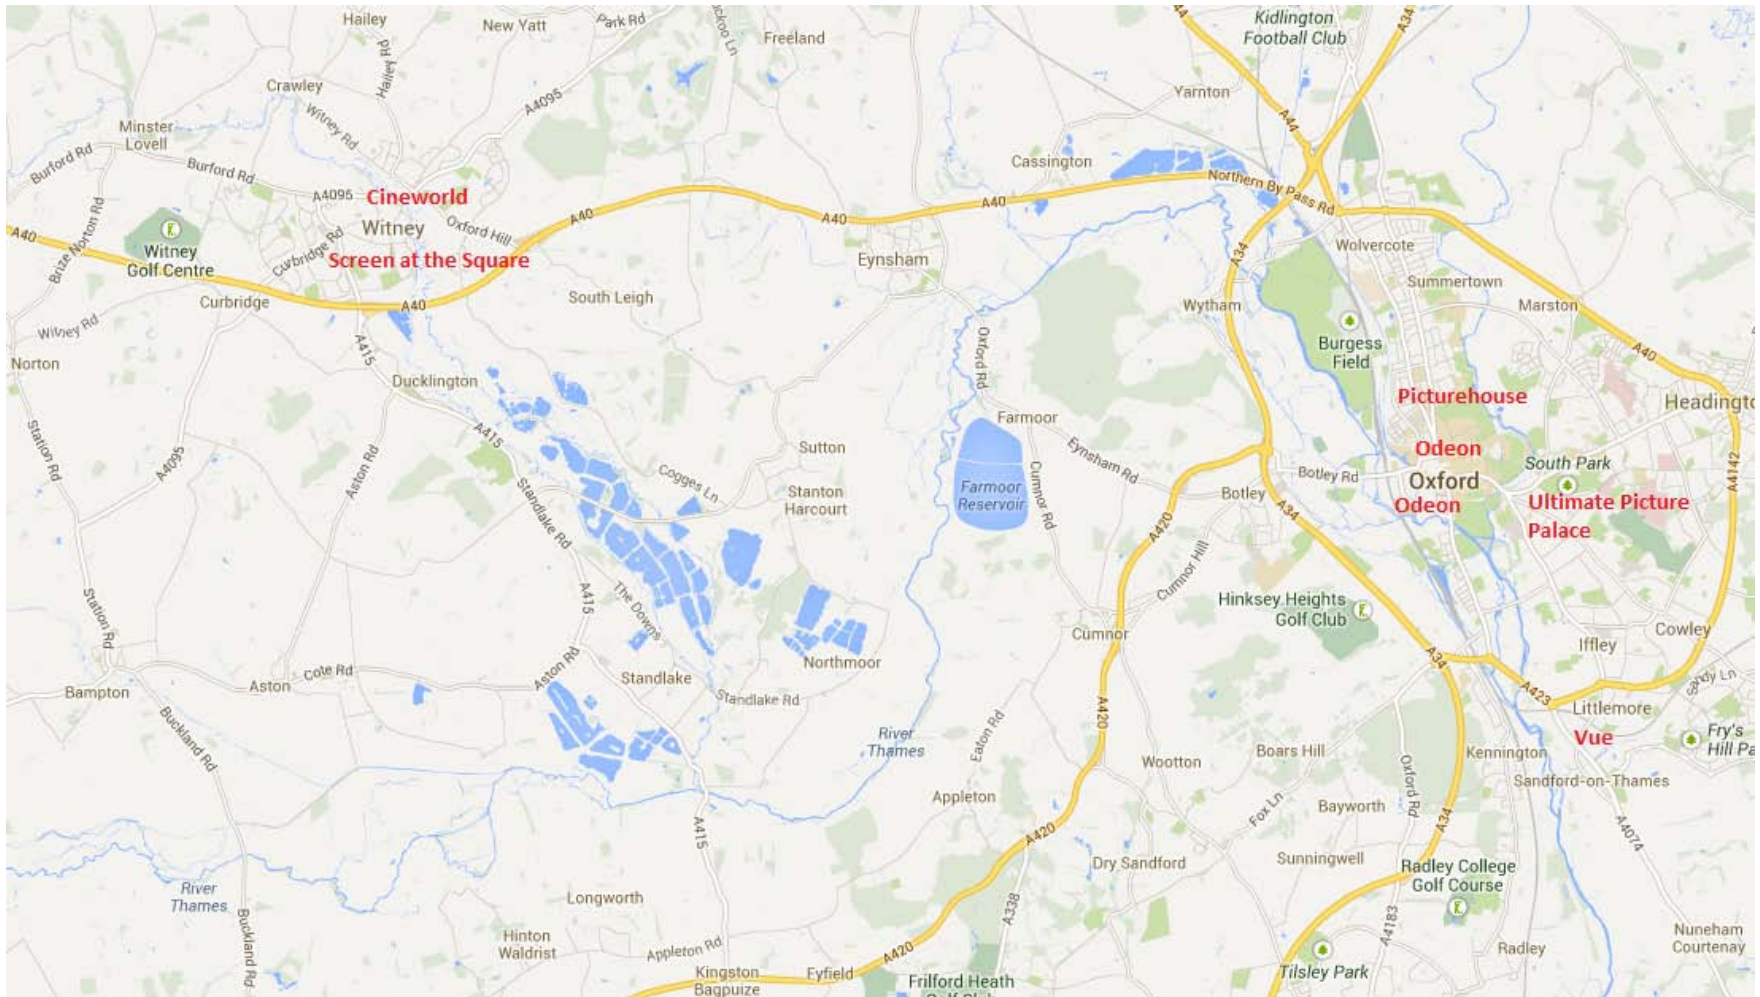 Hailey
New Yatt
Park Rd
Freeland
Kidlington
Football Club
A34
Hailey Rd
Crawley
Witney Rd
A4095
Yarnton
A44
Minster
Lovell
Burford Rd
Burford Rd
A4095
Cineworld
Witney
Oxford Hill
A40
A40
A40
Cassington
Northern By Pass Rd
Wolvercote
A40
Brize Norton Rd
Witney
Golf Centre
Curbridge Rd
Screen at the Square
Eynsham
A34
Summertown
Curbridge
A40
South Leigh
Wytham
Marston
Witney Rd
Norton
A415
Oxford Rd
Burgess
Field
A40
Ducklington
Picturehouse
Farmoor
Station Rd
A4095
Aston Rd
A415
Sutton
Eynsham Rd
Odeon
South Park
A4142
Cogges Ln
Stanton
Harcourt
Farmoor
Reservoir
Cumnor Rd
Botley Rd
Botley
Oxford
Odeon
Ultimate Picture
Palace
Standlake Rd
A420
A34
Cumnor Hill
Station Rd
A415
The Downs
Hinksey Heights
Golf Club
Cumnor
Cowley
Iffley
Northmoor
A34
Bampton
Aston
Cote Rd
Aston Rd
Standlake
Standlake Rd
A423
Sandy Ln
Littlemore
Buckland Rd
River
Thames
Eaton Rd
A420
Wootton
Boars Hill
Kennington
Vue
Fry's
Sandford-on-Thames
Appleton
Oxford Rd
Fox Ln
Bayworth
A34
A4074
A415
A420
Dry Sandford
Sunningwell
Radley College
Golf Course
River
Thames
Longworth
A338
A4183
Buckland Rd
Hinton
Waldrist
Appleton Rd
A420
Nuneham
Courtenay
Radley
Kingston
Bagpuize
Fyfield
Frilford Heath
Tilsley Park